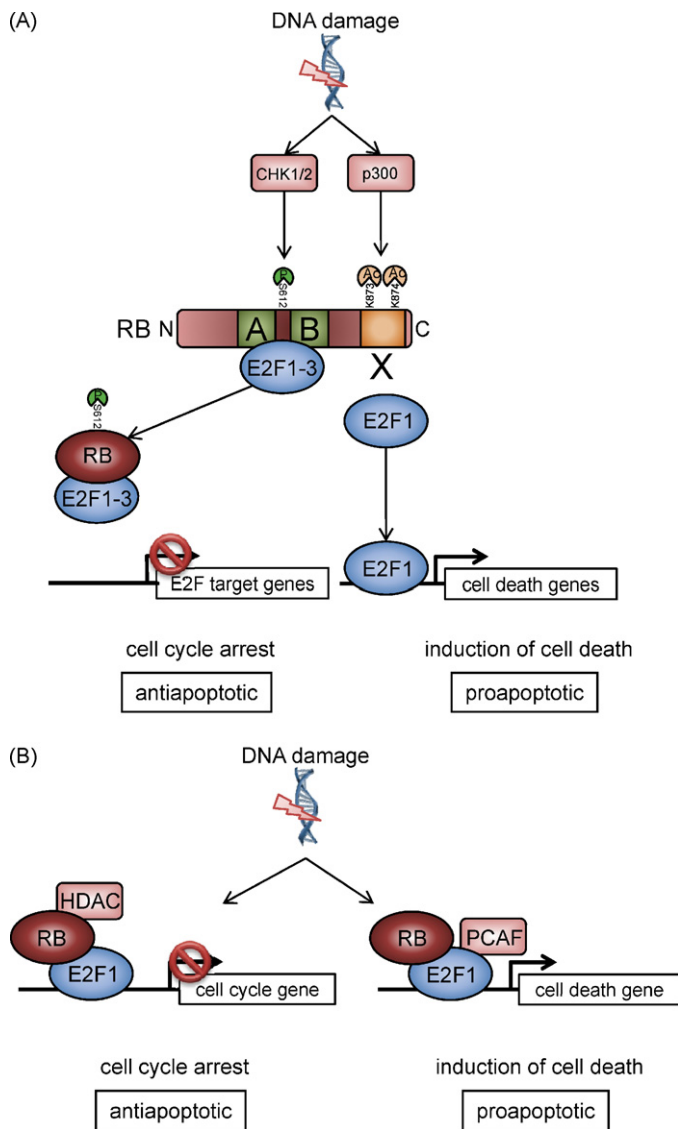 (A)
DNA damage
CHK1/2
p300
P
Ac
Ac
S612
K873
K874
RB N
A
B
C
E2F1-3
X
P
S612
E2F1
RB
E2F1-3
E2F1
E2F target genes
cell death genes
cell cycle arrest
induction of cell death
antiapoptotic
proapoptotic
(B)
DNA damage
HDAC
RB
E2F1
cell cycle gene
RB
PCAF
E2F1
cell death gene
cell cycle arrest
induction of cell death
antiapoptotic
proapoptotic